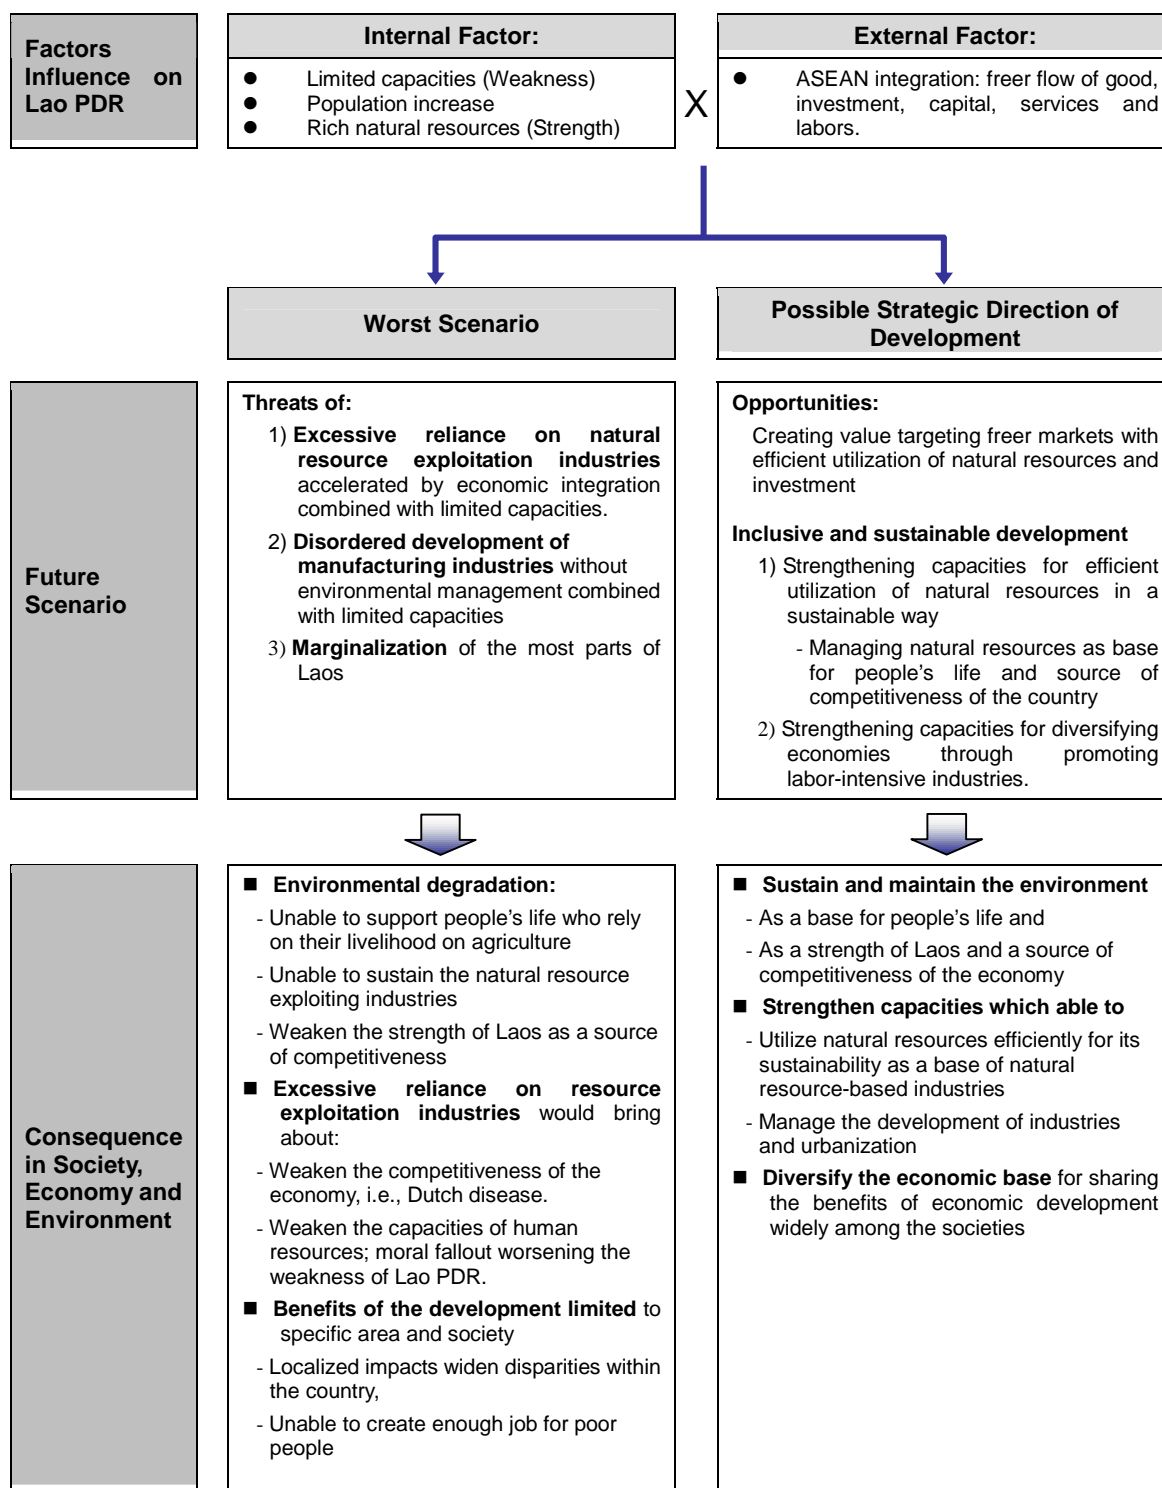 Factors
Influence on
Lao PDR
Internal Factor:
● Limited capacities (Weakness)
● Population increase
● Rich natural resources (Strength)
X
External Factor:
● ASEAN integration: freer flow of good,
investment, capital, services and
labors.
Worst Scenario
Possible Strategic Direction of
Development
Future
Scenario
Threats of:
1) Excessive reliance on natural
resource exploitation industries
accelerated by economic integration
combined with limited capacities.
2) Disordered development of
manufacturing industries without
environmental management combined
with limited capacities
3) Marginalization of the most parts of
Laos
Opportunities:
Creating value targeting freer markets with
efficient utilization of natural resources and
investment
Inclusive and sustainable development
1) Strengthening capacities for efficient
utilization of natural resources in a
sustainable way
- Managing natural resources as base
for people's life and source of
competitiveness of the country
2) Strengthening capacities for diversifying
economies through promoting
labor-intensive industries.
Consequence
in Society,
Economy and
Environment
■ Environmental degradation:
- Unable to support people's life who rely
on their livelihood on agriculture
- Unable to sustain the natural resource
exploiting industries
- Weaken the strength of Laos as a source
of competitiveness
■ Excessive reliance on resource
exploitation industries would bring
about:
- Weaken the competitiveness of the
economy, i.e., Dutch disease.
- Weaken the capacities of human
resources; moral fallout worsening the
weakness of Lao PDR.
■ Benefits of the development limited to
specific area and society
- Localized impacts widen disparities within
the country,
- Unable to create enough job for poor
people
■ Sustain and maintain the environment
- As a base for people's life and
- As a strength of Laos and a source of
competitiveness of the economy
■ Strengthen capacities which able to
- Utilize natural resources efficiently for its
sustainability as a base of natural
resource-based industries
- Manage the development of industries
and urbanization
■ Diversify the economic base for sharing
the benefits of economic development
widely among the societies